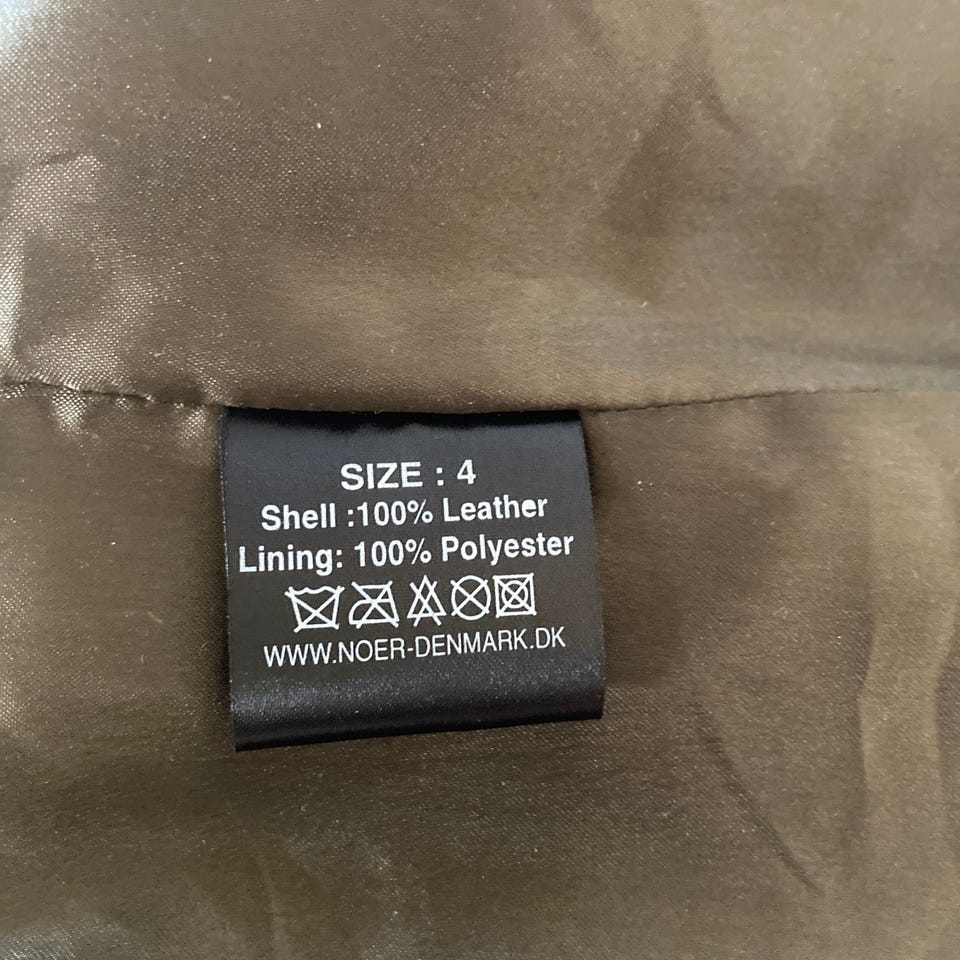 SIZE : 4
Shell :100% Leather
Lining: 100% Polyester
WWW.NOER-DENMARK.DK